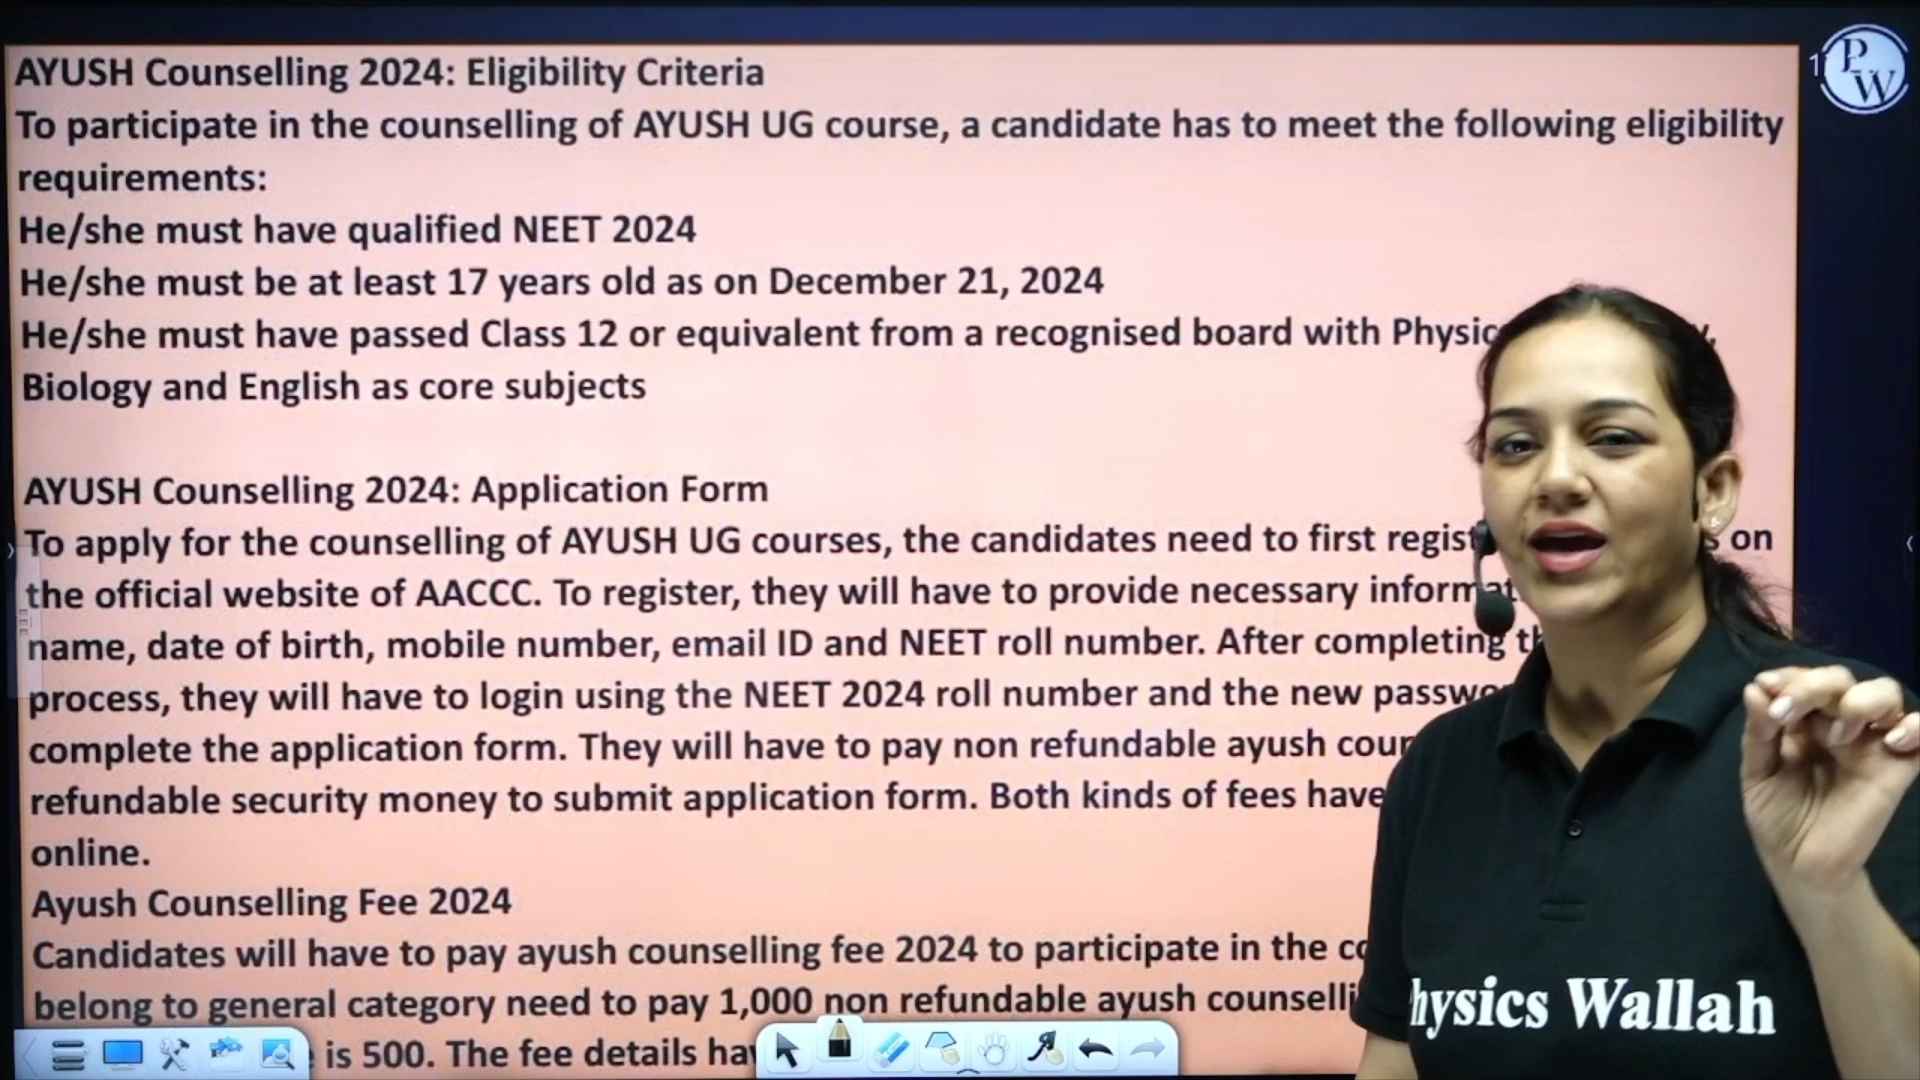 AYUSH Counselling 2024: Eligibility Criteria
To participate in the counselling of AYUSH UG course, a candidate has to meet the following eligibility
requirements:
He/she must have qualified NEET 2024
He/she must be at least 17 years old as on December 21, 2024
He/she must have passed Class 12 or equivalent from a recognised board with
Biology and English as core subjects
AYUSH Counselling 2024: Application Form
To apply for the counselling of AYUSH UG courses, the candidates need to first on
the official website of AACCC. To register, they will have to provide necessary
name, date of birth, mobile number, email ID and NEET roll number. After completing
process, they will have to login using the NEET 2024 roll number and the new
complete the application form. They will have to pay non refundable ayush
refundable security money to submit application form. Both kinds of fees have
online.
Ayush Counselling Fee 2024
Candidates will have to pay ayush counselling fee 2024 to participate in the
belong to general category need to pay 1,000 non refundable ayush
is 500. The fee details
PW
Physics Wallah